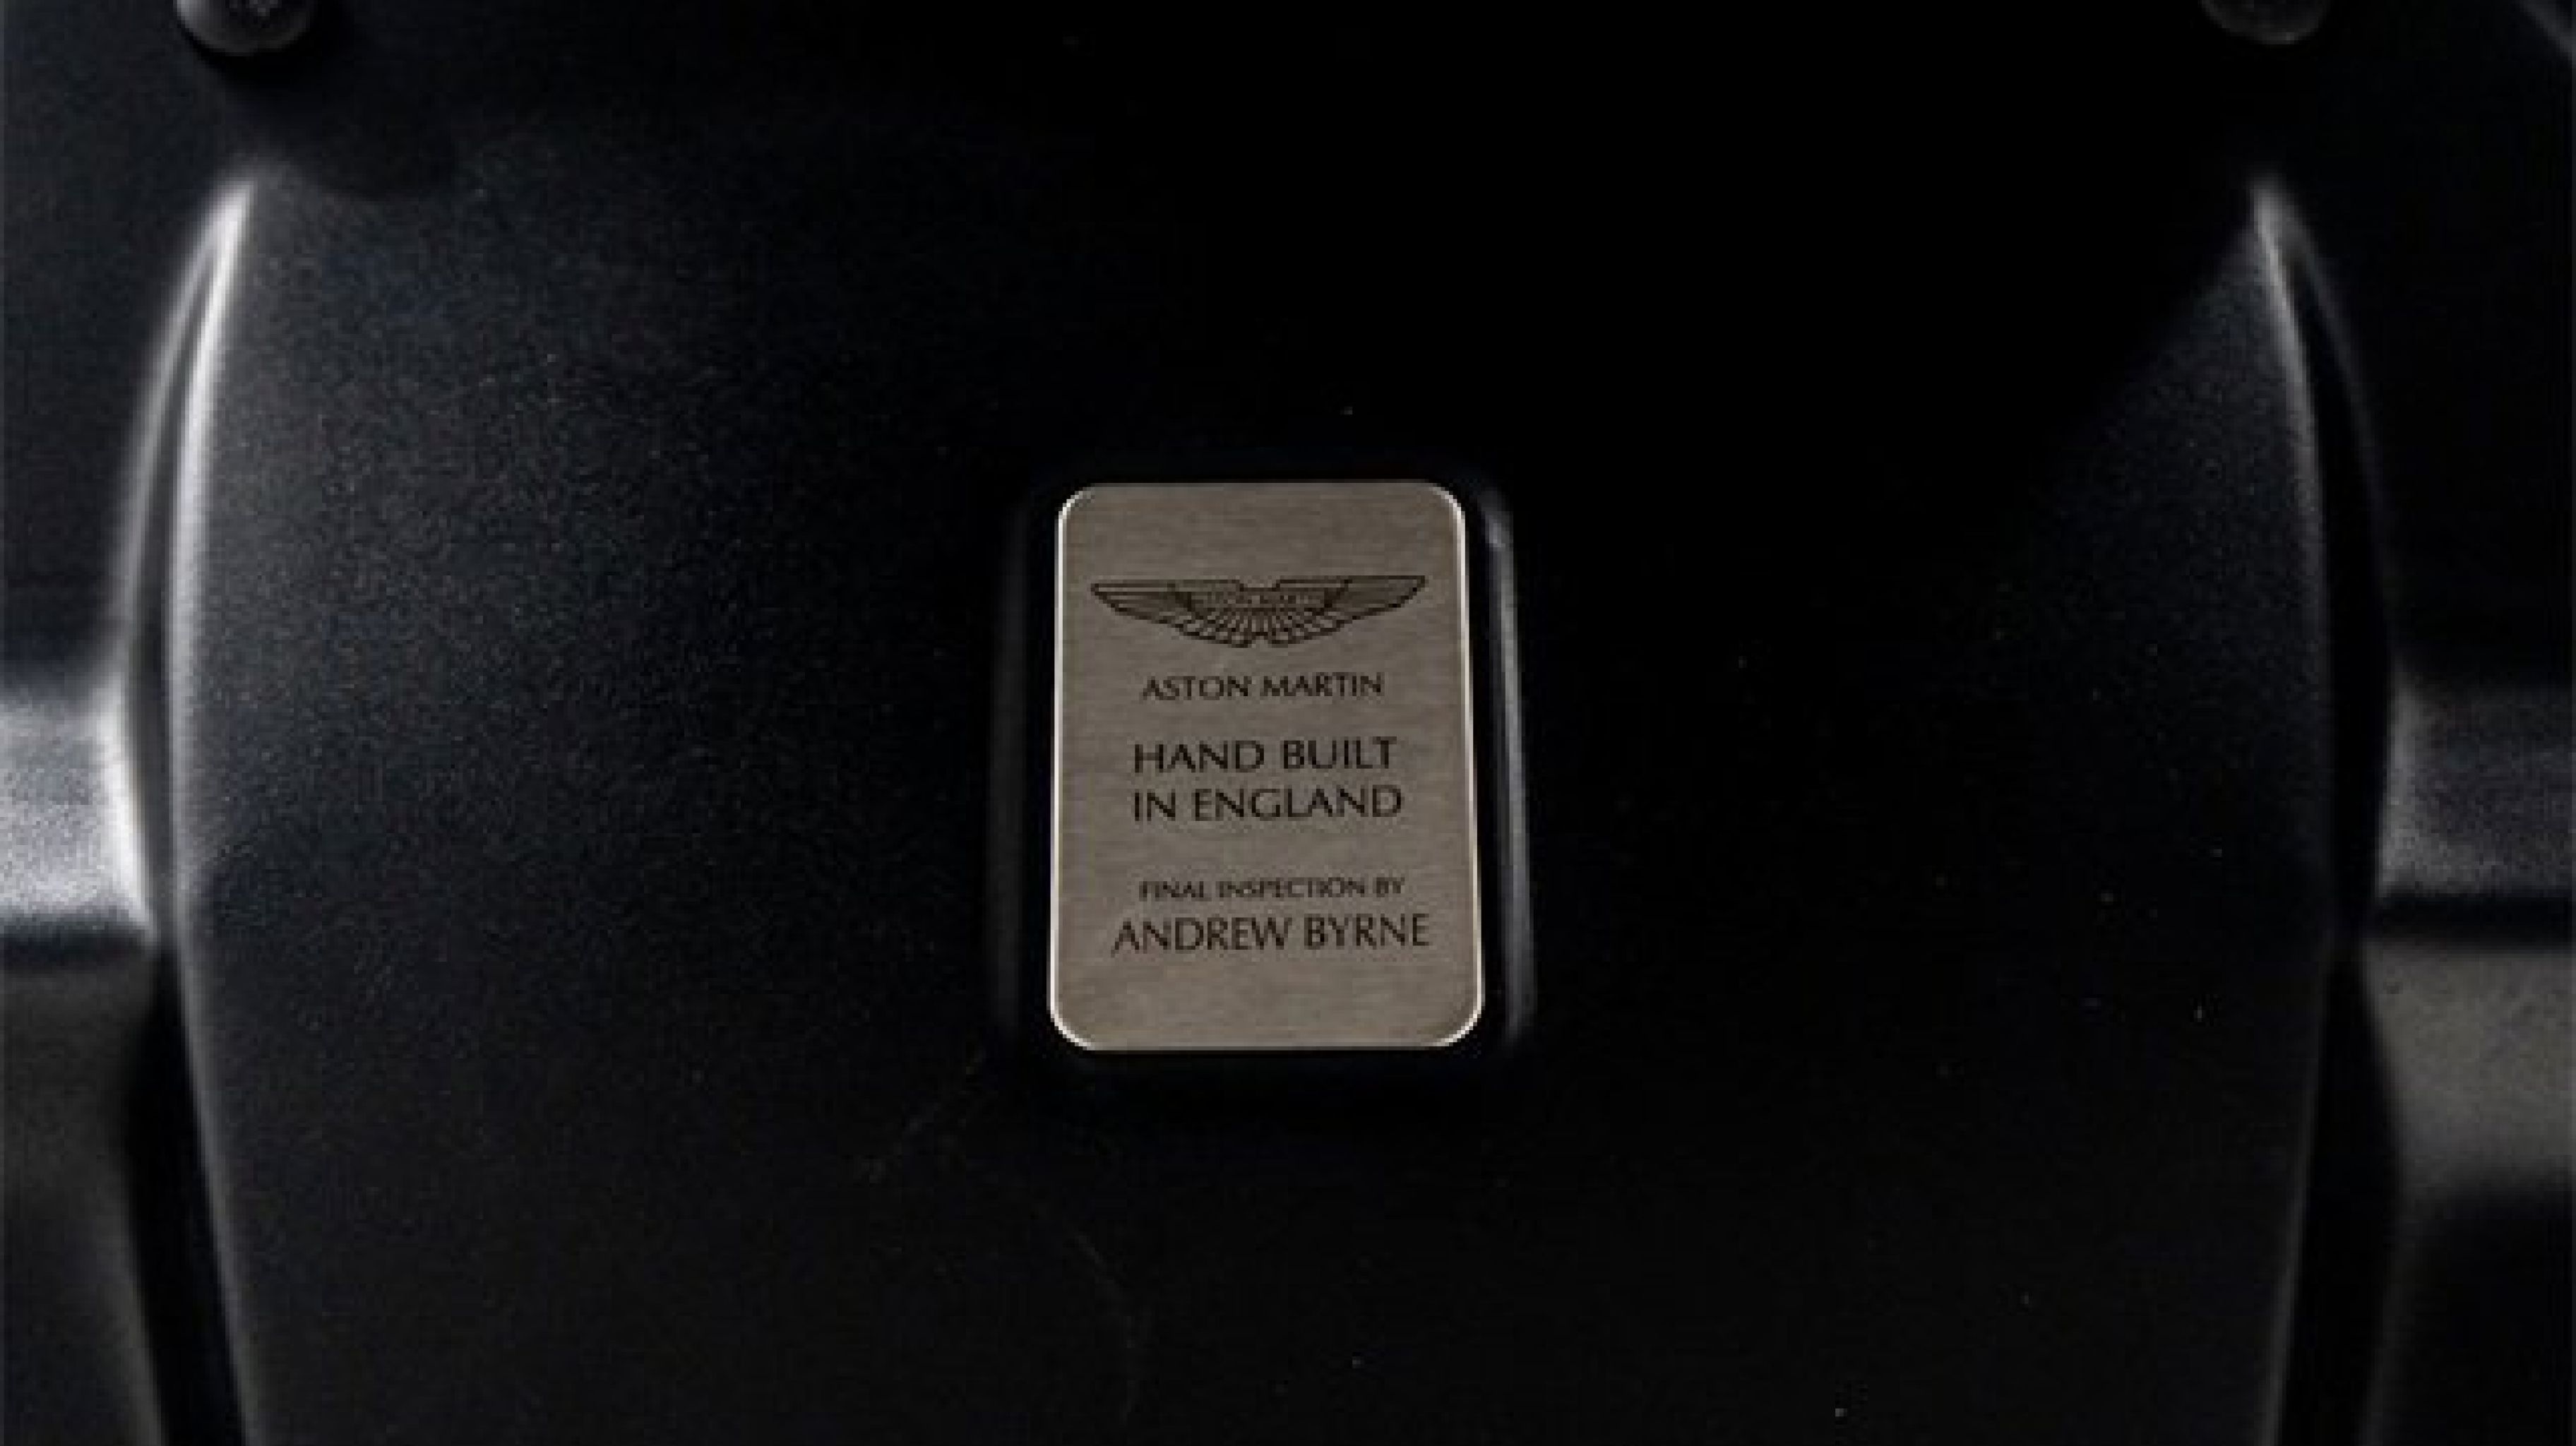 ASTON MARTIN
HAND BUILT
IN ENGLAND
FINAL INSPECTION BY
ANDREW BYRNE